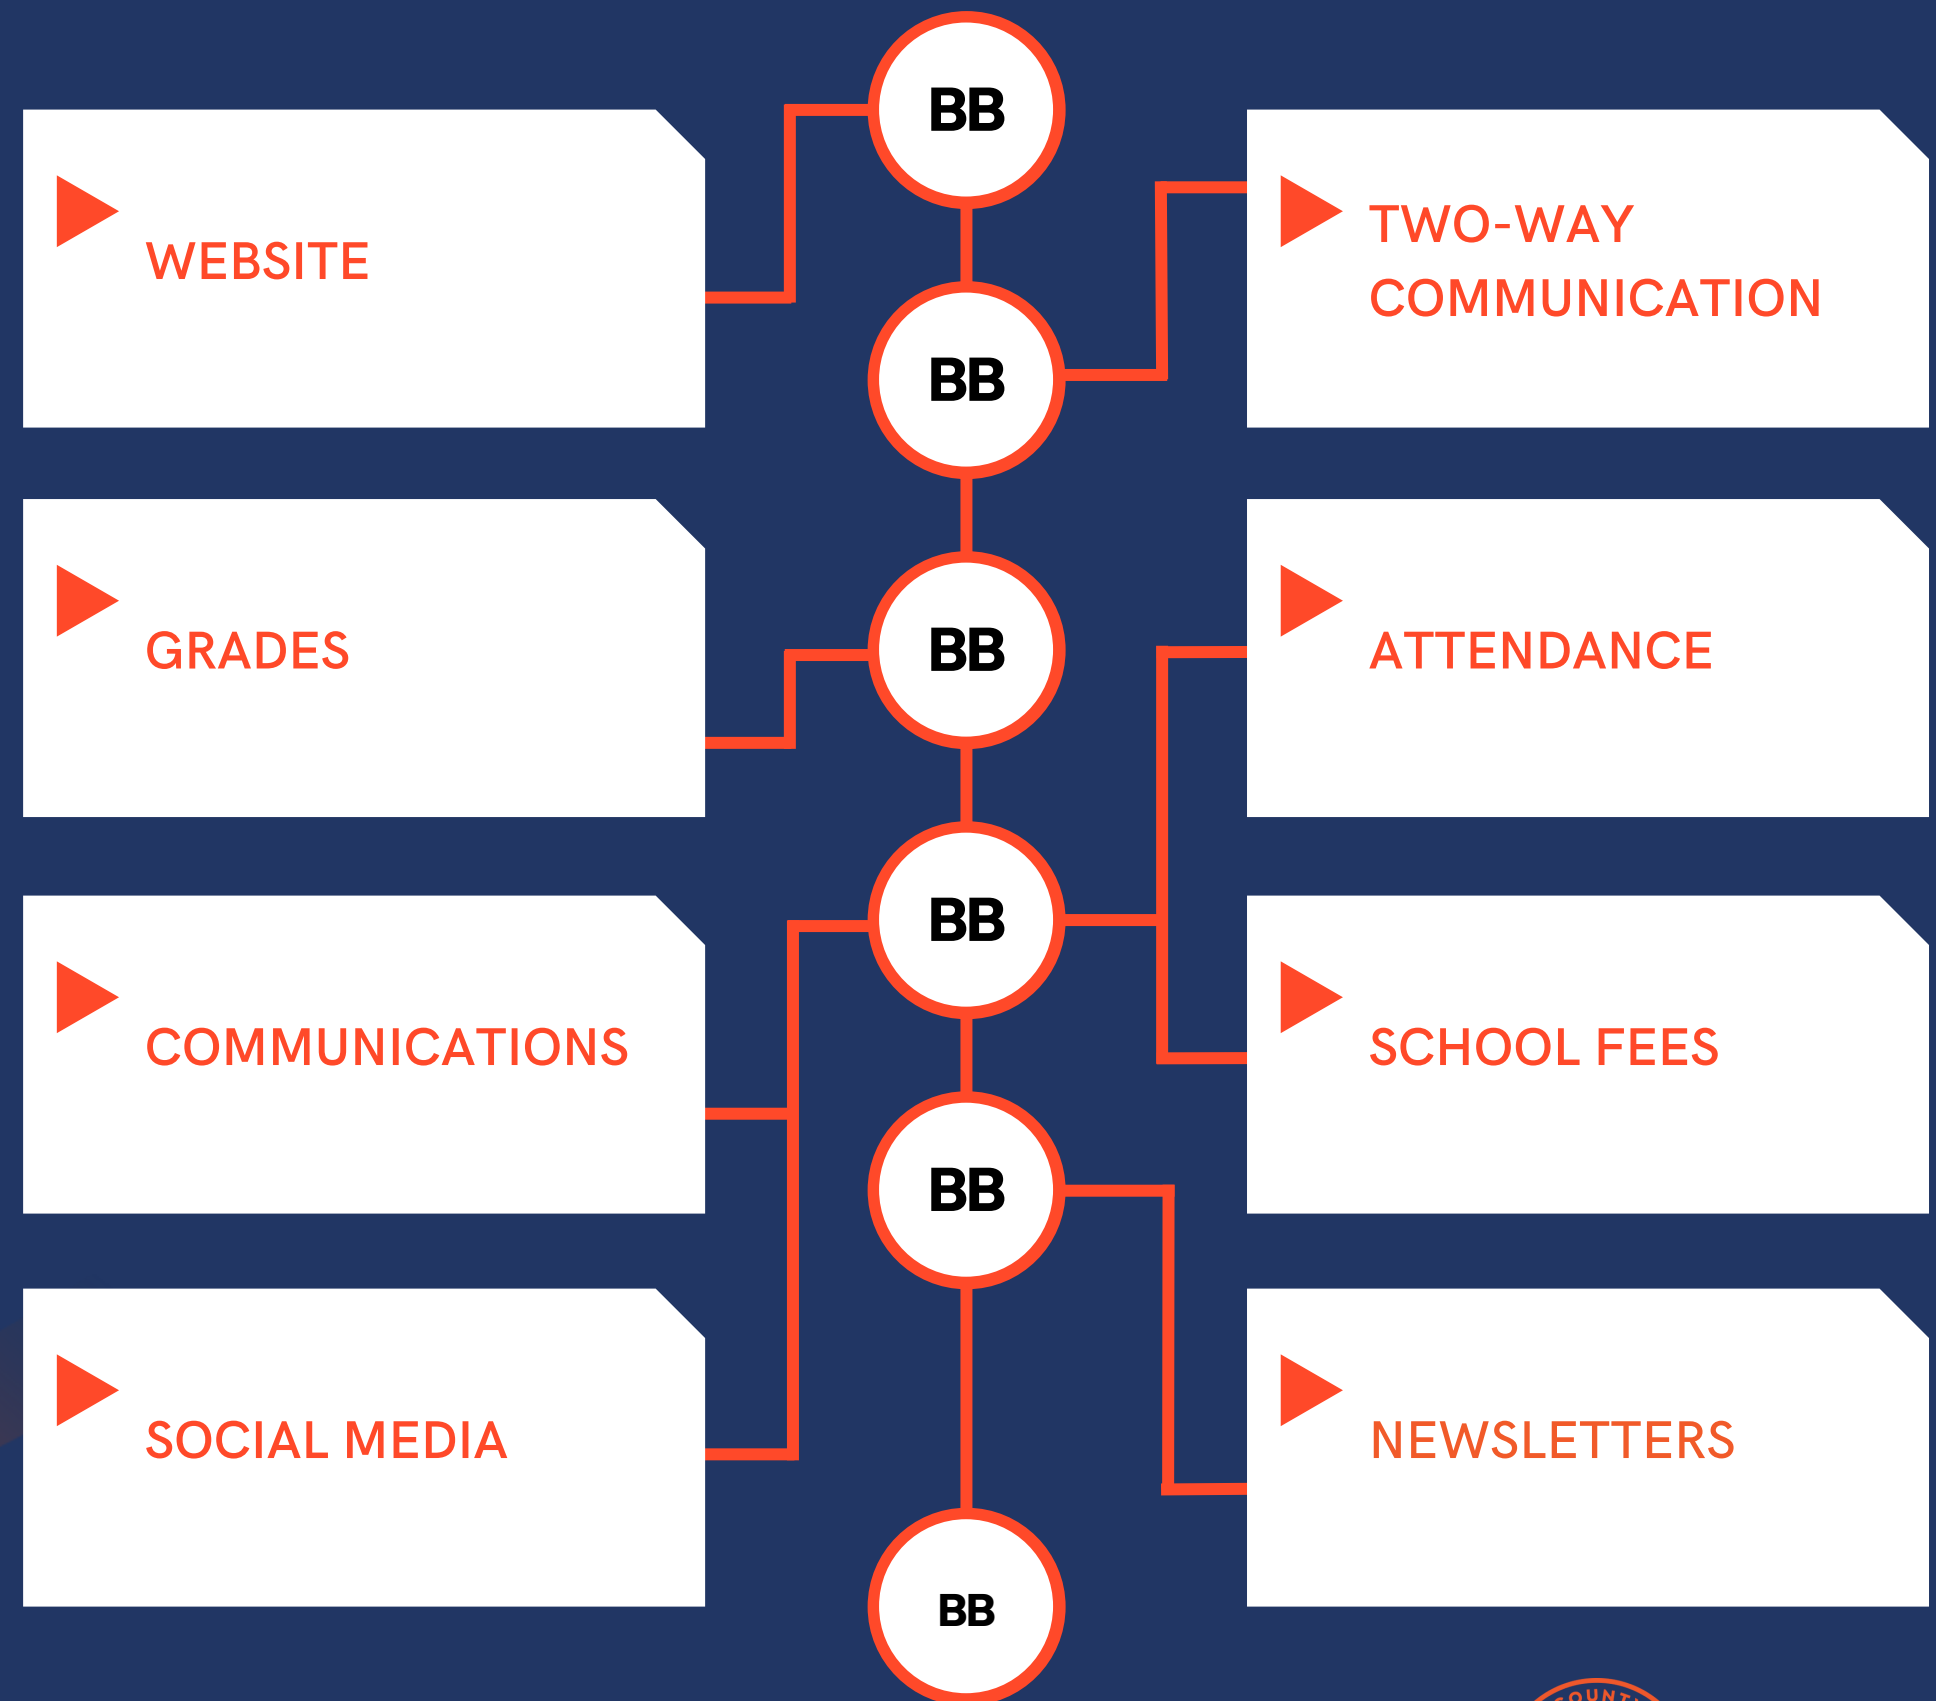 BB
WEBSITE
TWO-WAY
COMMUNICATION
BB
GRADES
BB
ATTENDANCE
BB
COMMUNICATIONS
SCHOOL FEES
BB
SOCIAL MEDIA
NEWSLETTERS
BB